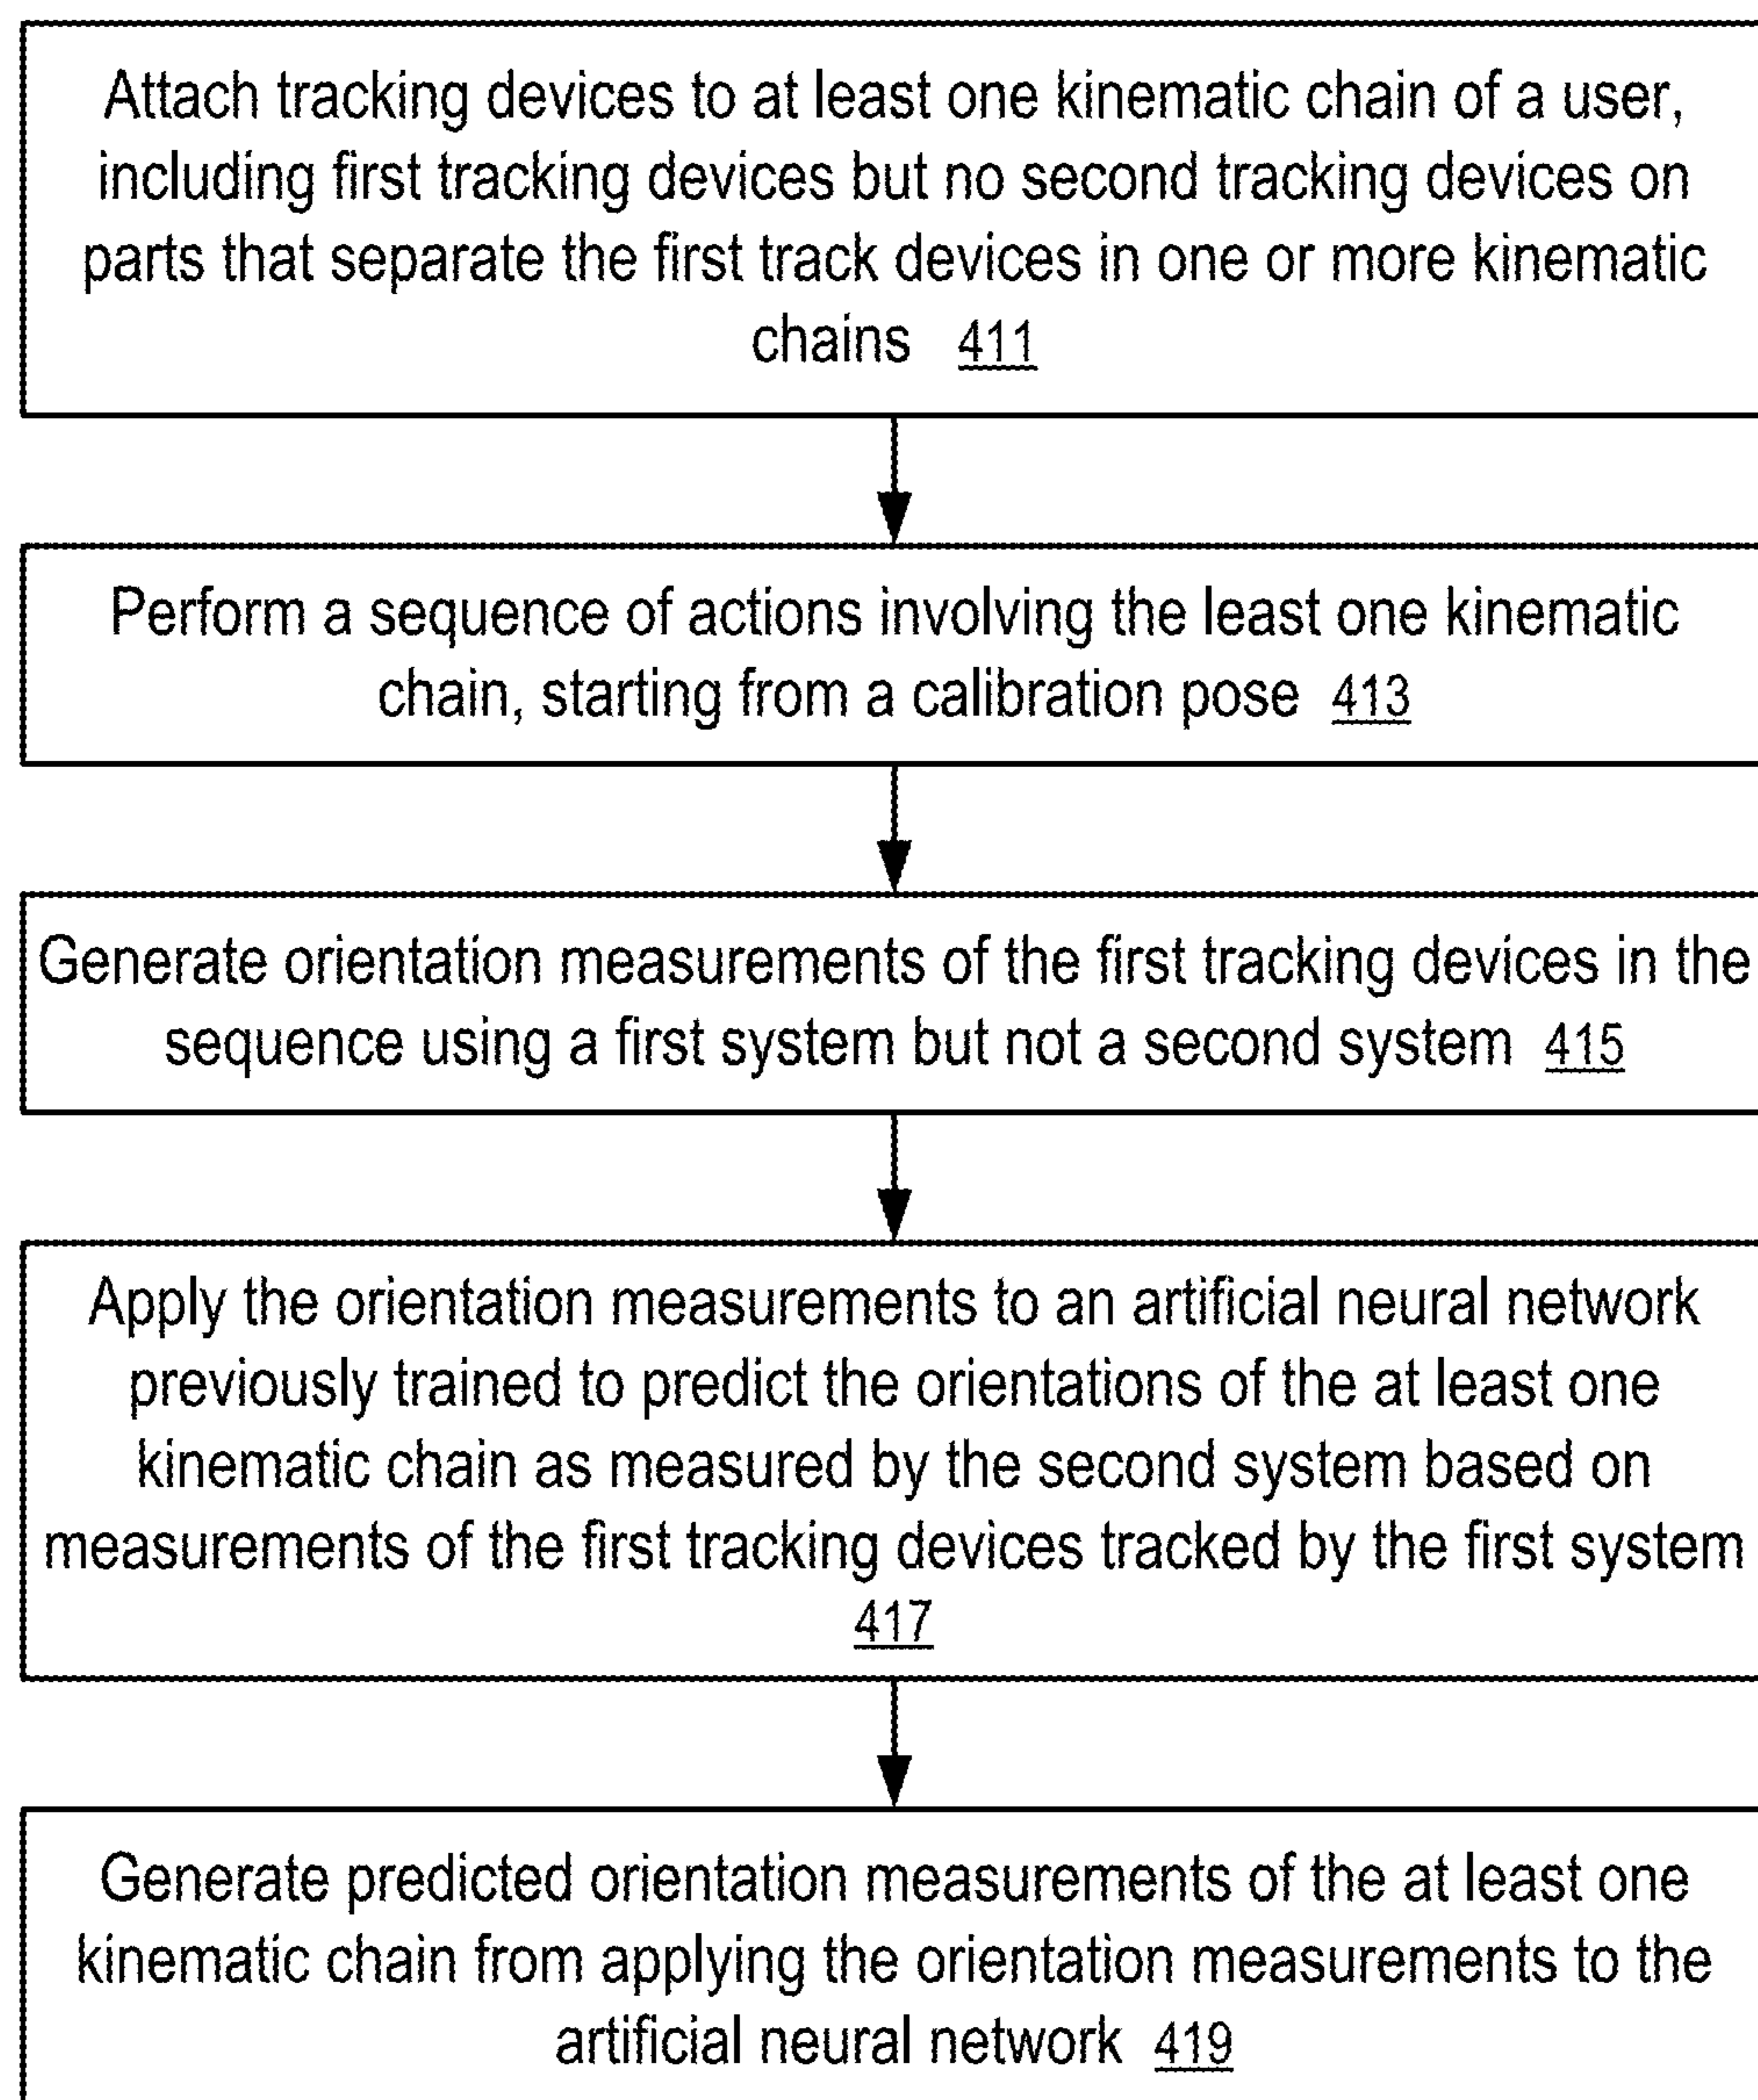 Attach tracking devices to at least one kinematic chain of a user,
including first tracking devices but no second tracking devices on
parts that separate the first track devices in one or more kinematic
chains 411
Perform a sequence of actions involving the least one kinematic
chain, starting from a calibration pose 413
Generate orientation measurements of the first tracking devices in the
sequence using a first system but not a second system 415
Apply the orientation measurements to an artificial neural network
previously trained to predict the orientations of the at least one
kinematic chain as measured by the second system based on
measurements of the first tracking devices tracked by the first system
417
Generate predicted orientation measurements of the at least one
kinematic chain from applying the orientation measurements to the
artificial neural network 419